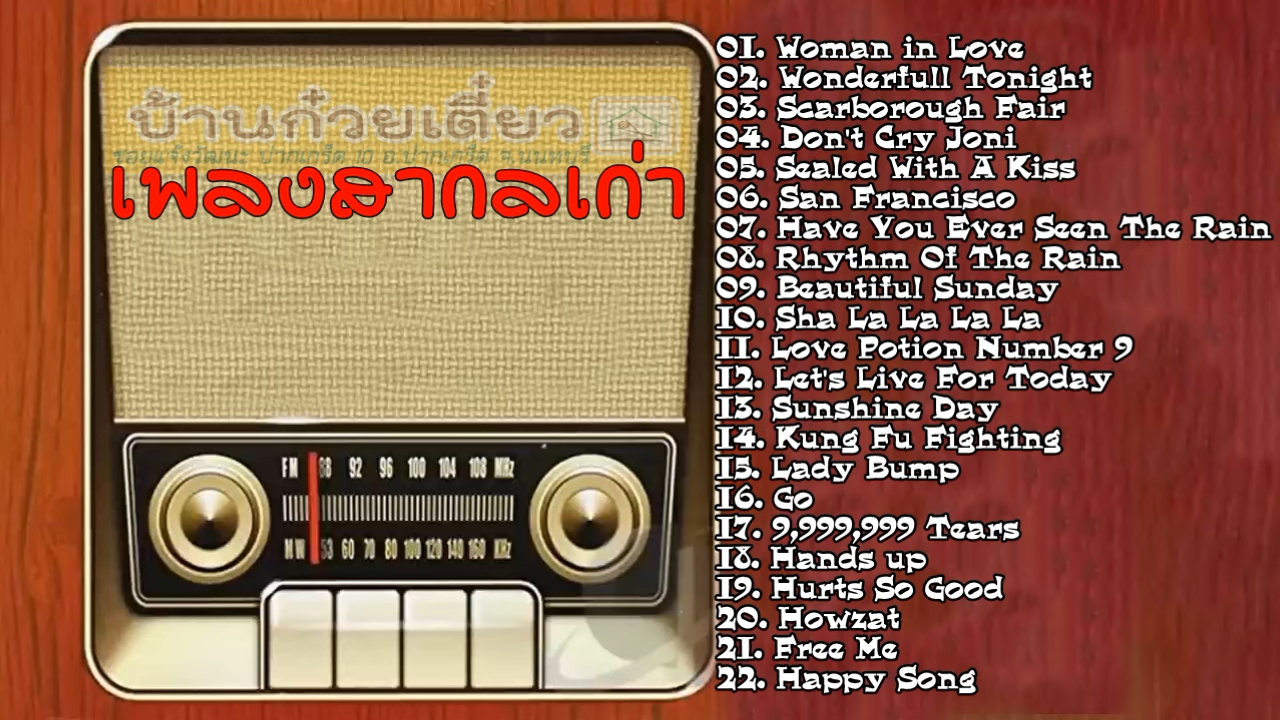 บ้านก๋วยเตี๋ยว
เพลงสากลเก่า
FM 88 92 96 100 104 108 MHz
MW 53 60 70 80 100 120 140 160 KHz
01. Woman in Love
02. Wonderfull Tonight
03. Scarborough Fair
04. Don't Cry Joni
05. Sealed With A Kiss
06. San Francisco
07. Have You Ever Seen The Rain
08. Rhythm Of The Rain
09. Beautiful Sunday
10. Sha La La La La
11. Love Potion Number 9
12. Let's Live For Today
13. Sunshine Day
14. Kung Fu Fighting
15. Lady Bump
16. Go
17. 9,999,999 Tears
18. Hands up
19. Hurts So Good
20. Howzat
21. Free Me
22. Happy Song